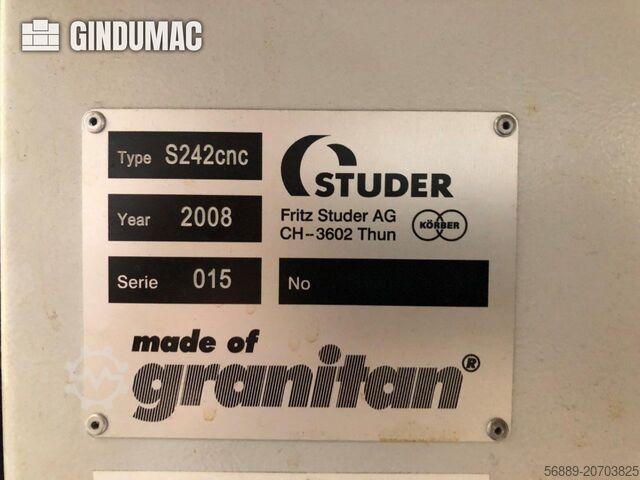 GINDUMAC
Type S242cnc
Year 2008
Serie 015
STUDER
Fritz Studer AG
CH-3602 Thun
KÖRBER
No
made of
granitan®
56889-20703825